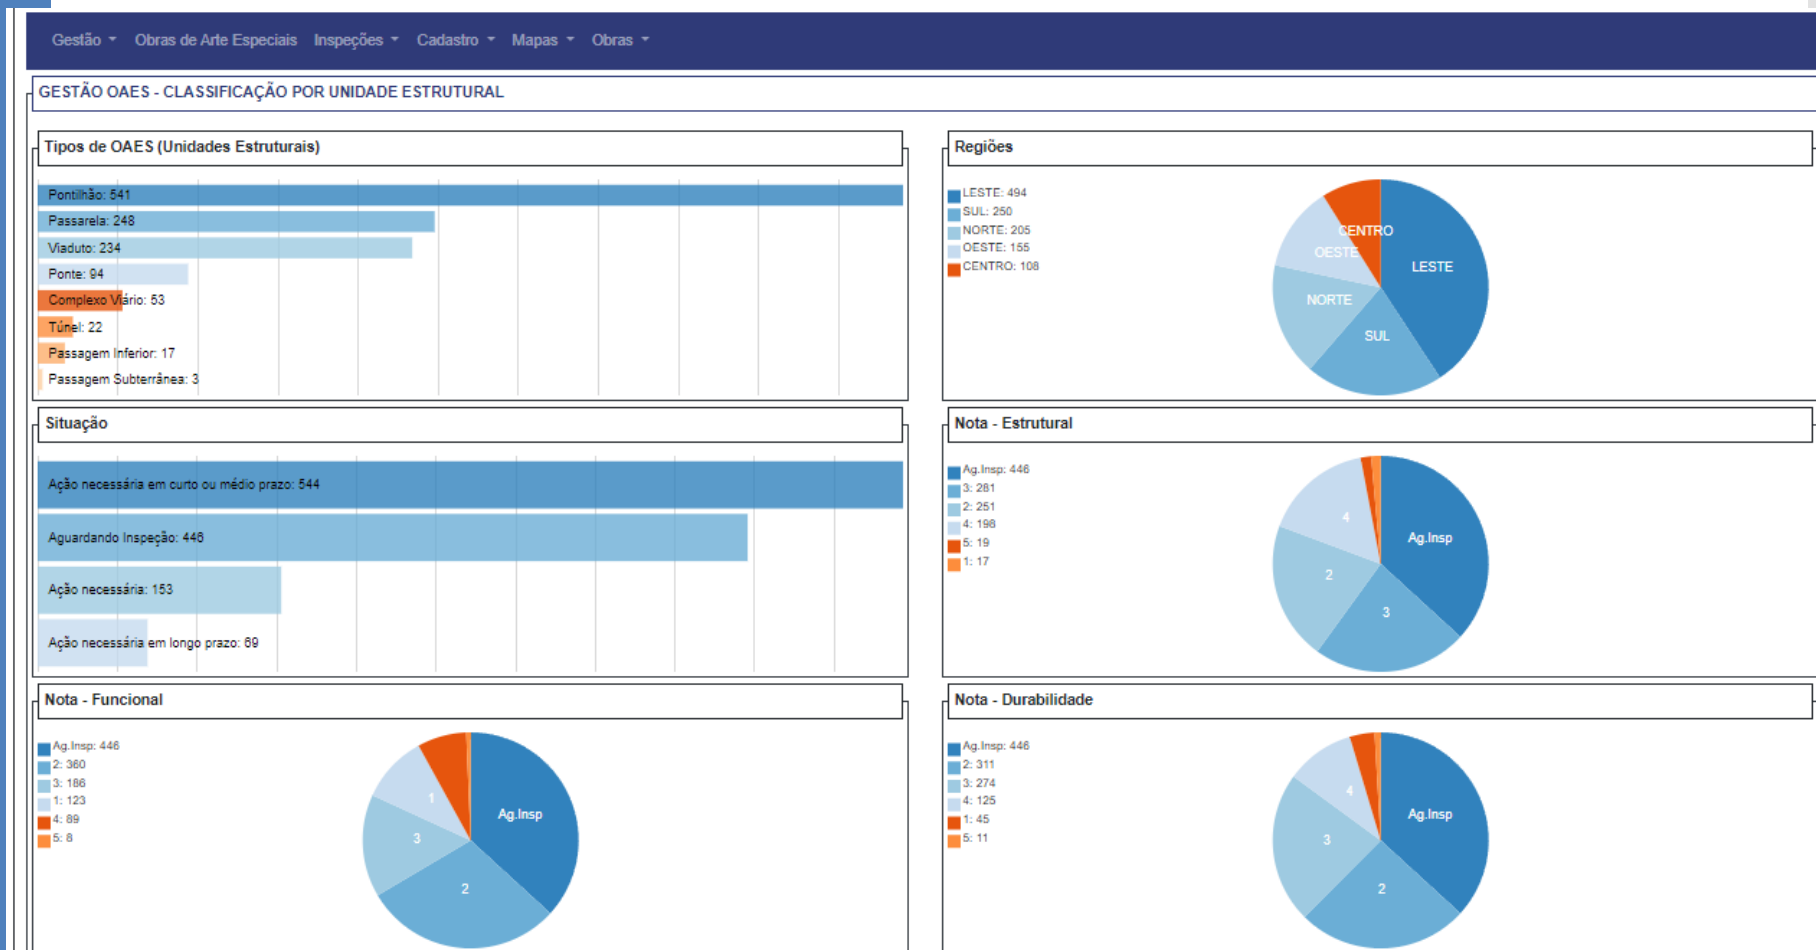 Gestão Obras de Arte Especiais Inspeções Cadastro Mapas Obras
GESTÃO OAES - CLASSIFICAÇÃO POR UNIDADE ESTRUTURAL
Tipos de OAES (Unidades Estruturais)
Pontilhão: 541
Passarela: 248
Viaduto: 234
Ponte: 94
Complexo Viário: 53
Túnel: 22
Passagem Inferior: 17
Passagem Subterrânea: 3
Regiões
LESTE: 494
SUL: 250
NORTE: 205
OESTE: 155
CENTRO: 108
CENTRO
OESTE
LESTE
NORTE
SUL
Situação
Ação necessária em curto ou médio prazo: 544
Aguardando Inspeção: 446
Ação necessária: 153
Ação necessária em longo prazo: 69
Nota - Estrutural
Ag.Insp: 446
3: 281
2: 251
4: 198
5: 19
1: 17
4
Ag.Insp
2
3
Nota - Funcional
Ag.Insp: 446
2: 360
3: 186
1: 123
4: 89
5: 8
1
Ag.Insp
3
2
Nota - Durabilidade
Ag.Insp: 446
2: 311
3: 274
4: 125
1: 45
5: 11
4
Ag.Insp
3
2